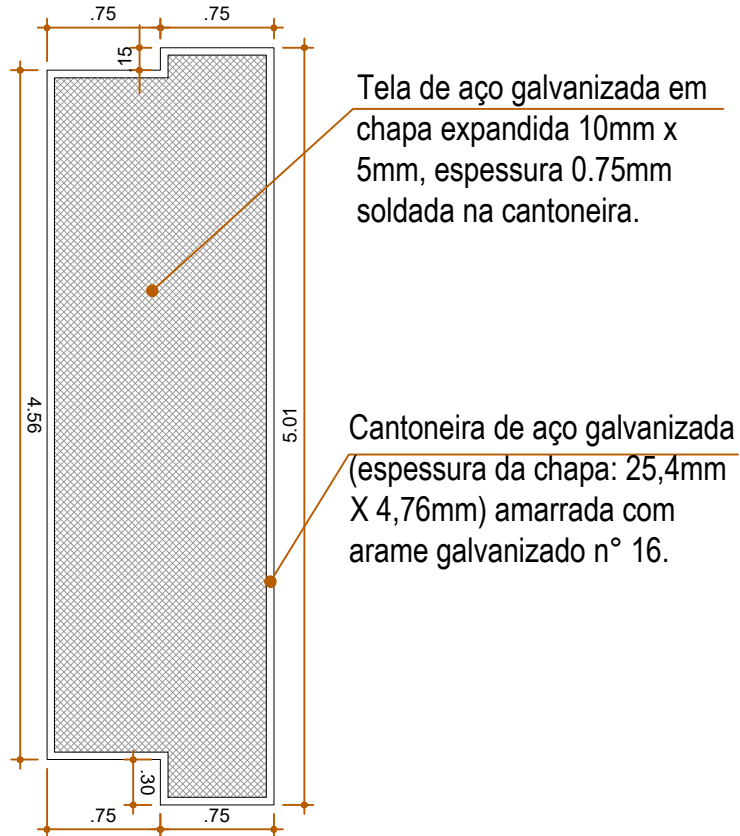 .75
.75
.15
Tela de aço galvanizada em
chapa expandida 10mm x
5mm, espessura 0.75mm
soldada na cantoneira.
4.56
5.01
Cantoneira de aço galvanizada
(espessura da chapa: 25,4mm
X 4,76mm) amarrada com
arame galvanizado n° 16.
.30
.75
.75